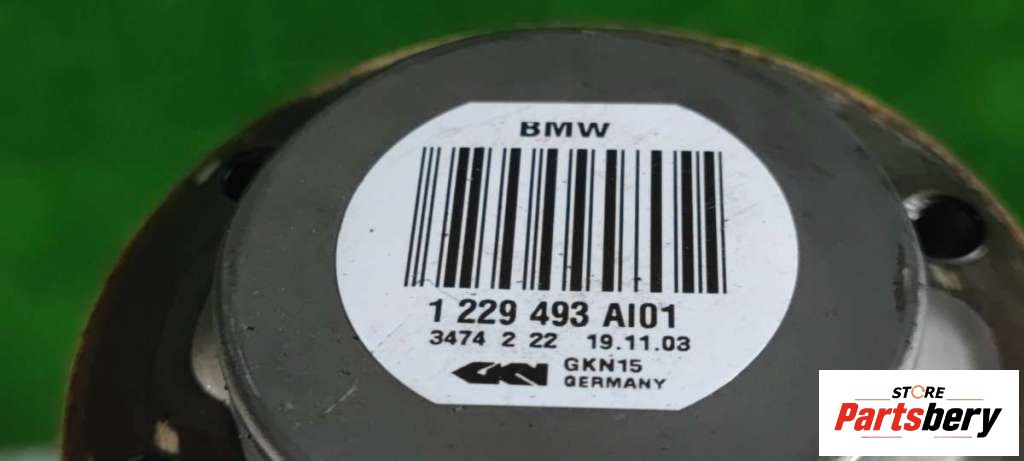 BMW
1 229 493 AI01
3474 2 22 19.11.03
GKN GKN15
GERMANY
STORE
Partsbery